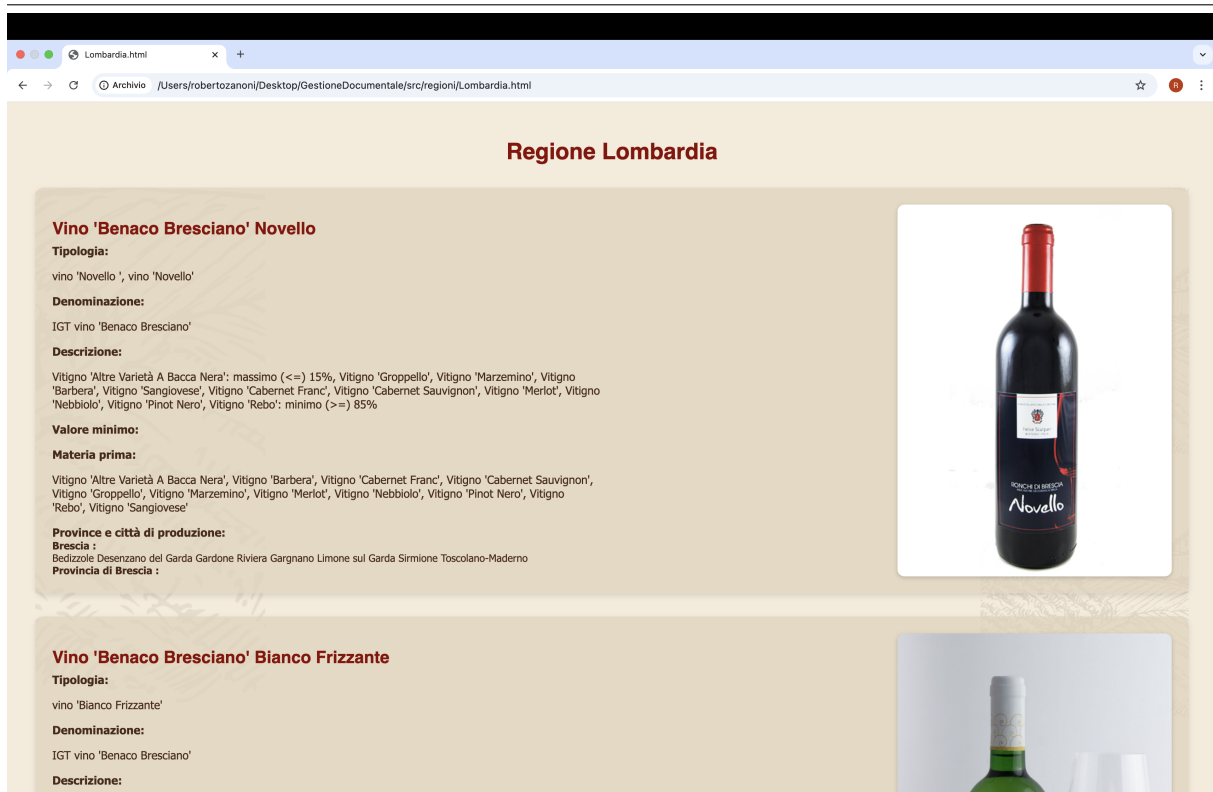 Lombardia.html
Archivio /Users/robertozanoni/Desktop/GestioneDocumentale/src/regioni/Lombardia.html
R
Regione Lombardia
Vino 'Benaco Bresciano' Novello
Tipologia:
vino 'Novello ', vino 'Novello'
Denominazione:
IGT vino 'Benaco Bresciano'
Descrizione:
Vitigno 'Altre Varietà A Bacca Nera': massimo (<=) 15%, Vitigno 'Groppello', Vitigno 'Marzemino', Vitigno
'Barbera', Vitigno 'Sangiovese', Vitigno 'Cabernet Franc', Vitigno 'Cabernet Sauvignon', Vitigno 'Merlot', Vitigno
'Nebbiolo', Vitigno 'Pinot Nero', Vitigno 'Rebo': minimo (>=) 85%
Valore minimo:
Materia prima:
Vitigno 'Altre Varietà A Bacca Nera', Vitigno 'Barbera', Vitigno 'Cabernet Franc', Vitigno 'Cabernet Sauvignon',
Vitigno 'Groppello', Vitigno 'Marzemino', Vitigno 'Merlot', Vitigno 'Nebbiolo', Vitigno 'Pinot Nero', Vitigno
'Rebo', Vitigno 'Sangiovese'
Province e città di produzione:
Brescia :
Bedizzole Desenzano del Garda Gardone Riviera Gargnano Limone sul Garda Sirmione Toscolano-Maderno
Provincia di Brescia :
RONCHI DI BRESCIA
Novello
Vino 'Benaco Bresciano' Bianco Frizzante
Tipologia:
vino 'Bianco Frizzante'
Denominazione:
IGT vino 'Benaco Bresciano'
Descrizione: